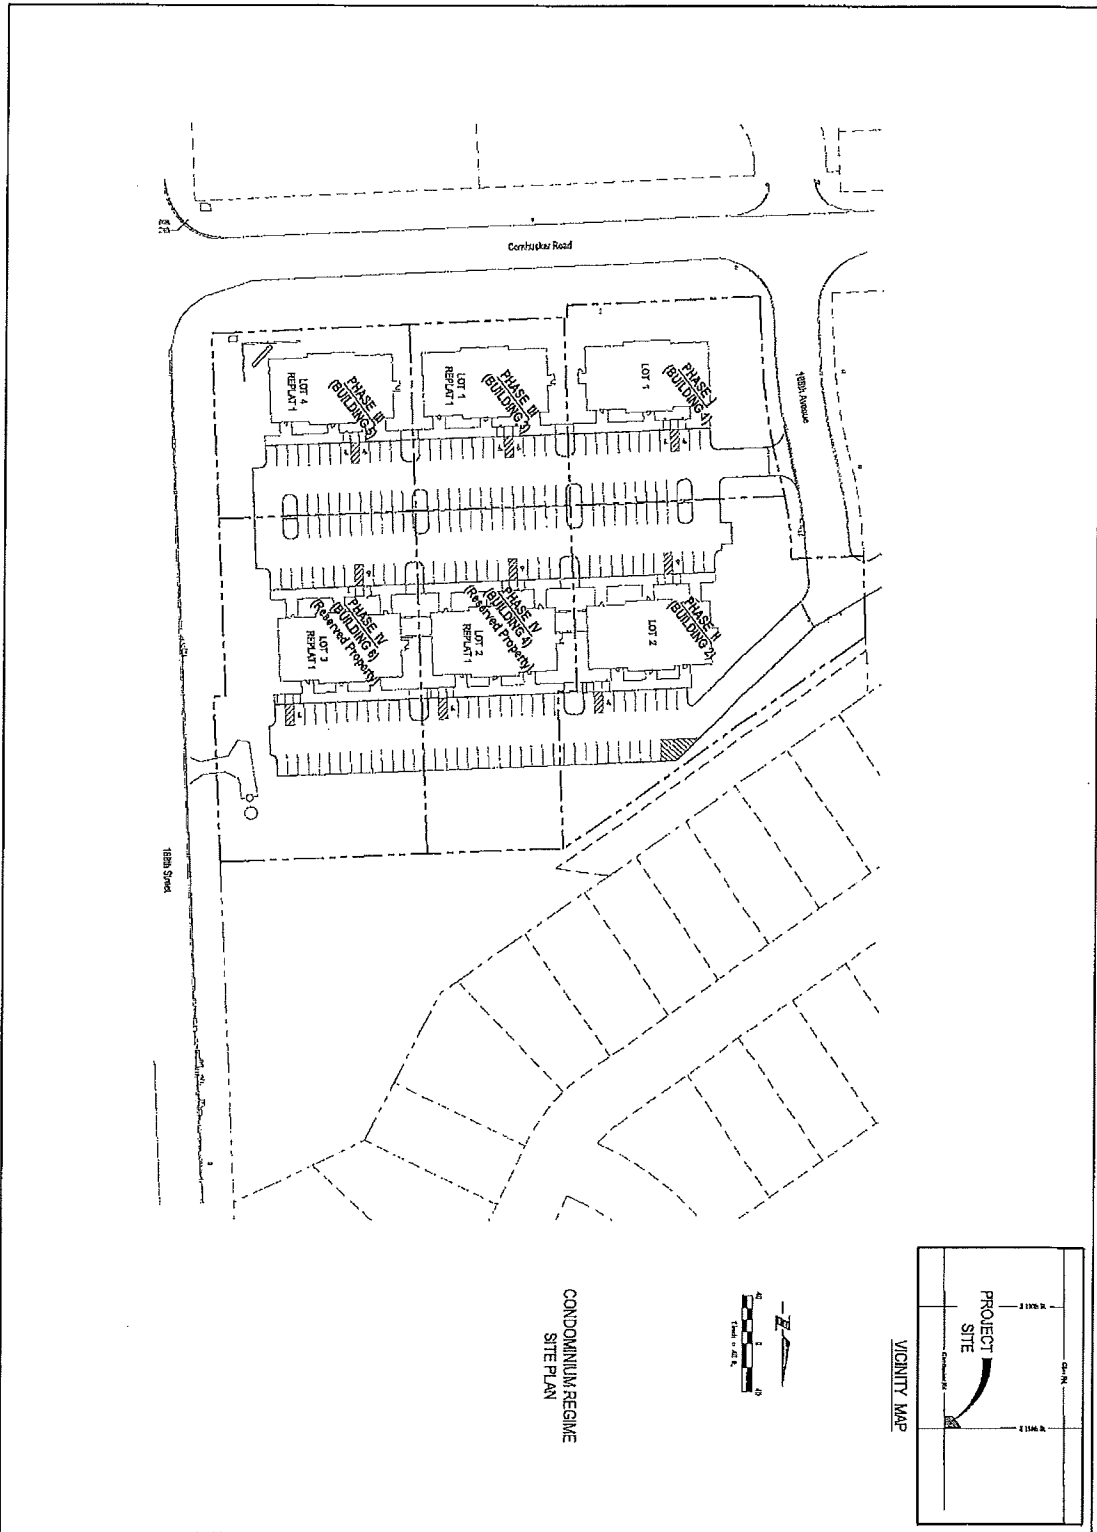 Cornhusker Road
188th Avenue
188th Street
PHASE III
(BUILDING 5)
LOT 4
REPLAT 1
PHASE III
(BUILDING 3)
LOT 1
REPLAT 1
PHASE I
(BUILDING 1)
LOT 1
PHASE IV
(BUILDING 6)
(Reserved Property)
LOT 3
REPLAT 1
PHASE IV
(BUILDING 4)
(Reserved Property)
LOT 2
REPLAT 1
PHASE II
(BUILDING 2)
LOT 2
CONDOMINIUM REGIME
SITE PLAN
VICINITY MAP
PROJECT
SITE